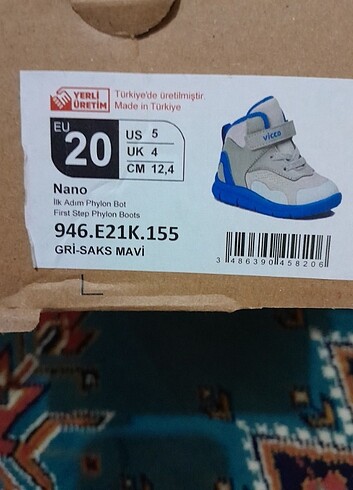 YERLİ
ÜRETİM
Türkiye'de üretilmiştir
Made in Türkiye
EU
20
US 5
UK 4
CM 12,4
vicco
Nano
İlk Adım Phylon Bot
First Step Phylon Boots
946.E21K.155
GRİ-SAKS MAVİ
3 486390 458206